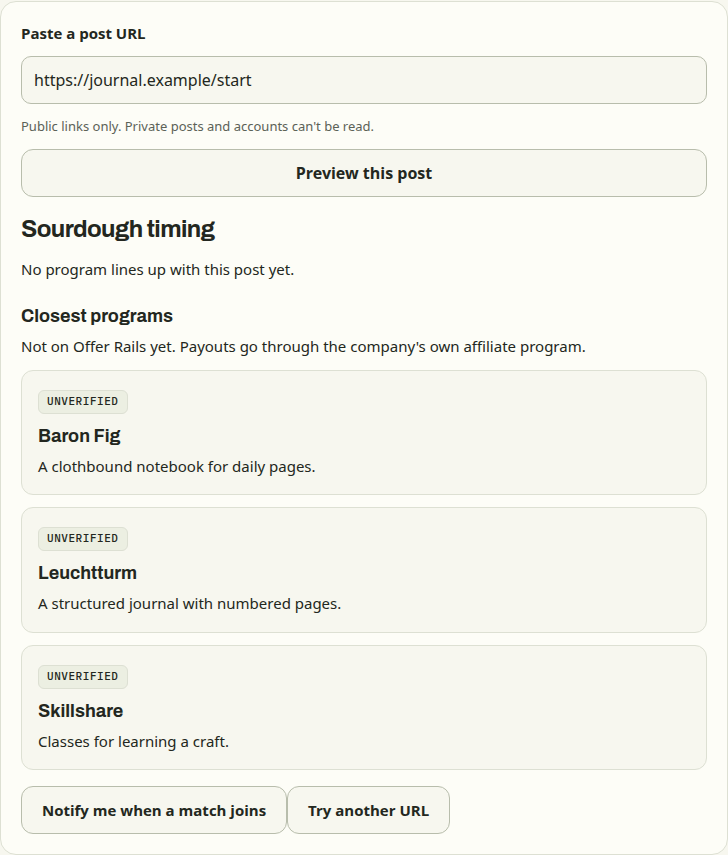 Paste a post URL
https://journal.example/start
Public links only. Private posts and accounts can't be read.
Preview this post
Sourdough timing
No program lines up with this post yet.
Closest programs
Not on Offer Rails yet. Payouts go through the company's own affiliate program.
UNVERIFIED
Baron Fig
A clothbound notebook for daily pages.
UNVERIFIED
Leuchtturm
A structured journal with numbered pages.
UNVERIFIED
Skillshare
Classes for learning a craft.
Notify me when a match joins
Try another URL